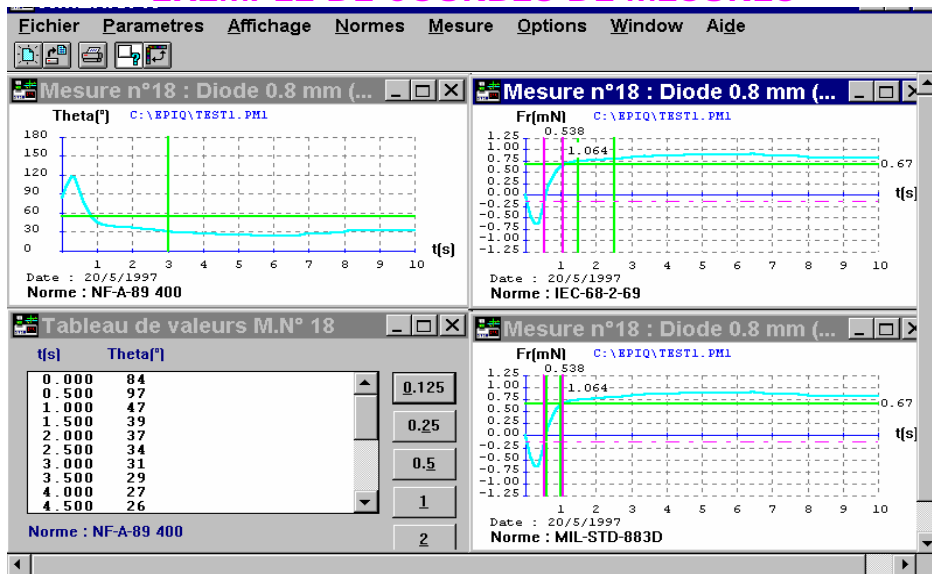 EXEMPLE DE COURBES DE MESURES
Fichier Parametres Affichage Normes Mesure Options Window Aide
Mesure n°18 : Diode 0.8 mm (...
Theta(°) C:\EPIQ\TEST1.PM1
180
150
120
90
60
30
0
1 2 3 4 5 6 7 8 9 10
t(s)
Date : 20/5/1997
Norme : NF-A-89 400
Mesure n°18 : Diode 0.8 mm (...
Fr(mN) C:\EPIQ\TEST1.PM1
0.538
1.064
1.25
1.00
0.75
0.50
0.25
0.00
-0.25
-0.50
-0.75
-1.00
-1.25
0.67
t(s)
1 2 3 4 5 6 7 8 9 10
Date : 20/5/1997
Norme : IEC-68-2-69
Tableau de valeurs M.N° 18
t(s) Theta(°)
0.000 84
0.500 97
1.000 47
1.500 39
2.000 37
2.500 34
3.000 31
3.500 29
4.000 27
4.500 26
0.125
0.25
0.5
1
2
Norme : NF-A-89 400
Mesure n°18 : Diode 0.8 mm (...
Fr(mN) C:\EPIQ\TEST1.PM1
0.538
1.064
1.25
1.00
0.75
0.50
0.25
0.00
-0.25
-0.50
-0.75
-1.00
-1.25
0.67
t(s)
1 2 3 4 5 6 7 8 9 10
Date : 20/5/1997
Norme : MIL-STD-883D